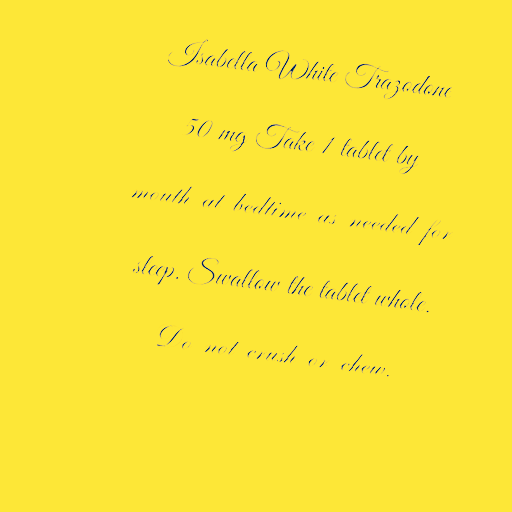 Isabella White Trazodone
50 mg Take 1 tablet by
mouth at bedtime as needed for
sleep. Swallow the tablet whole.
Do not crush or chew.